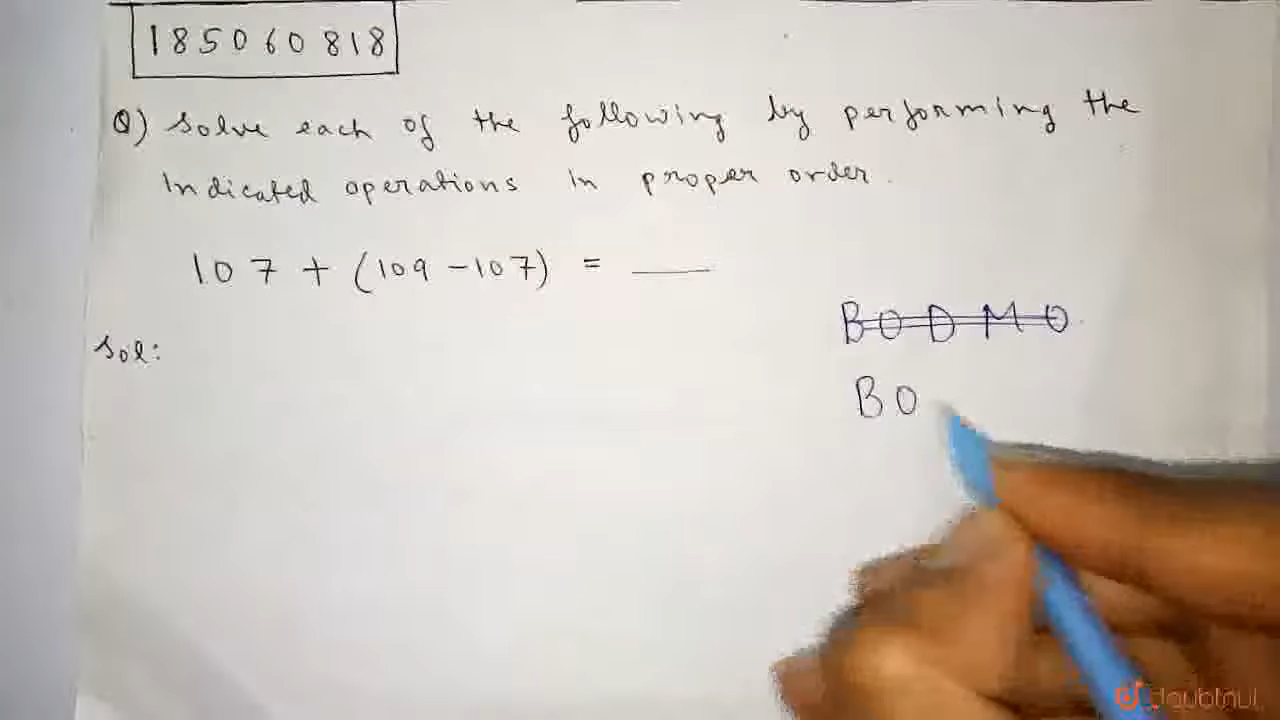 185060818
Q) Solve each of the following by performing the
Indicated operations in proper order.
107 + (109 - 107) = ___
Sol:
BODMO
BO
doubtnut